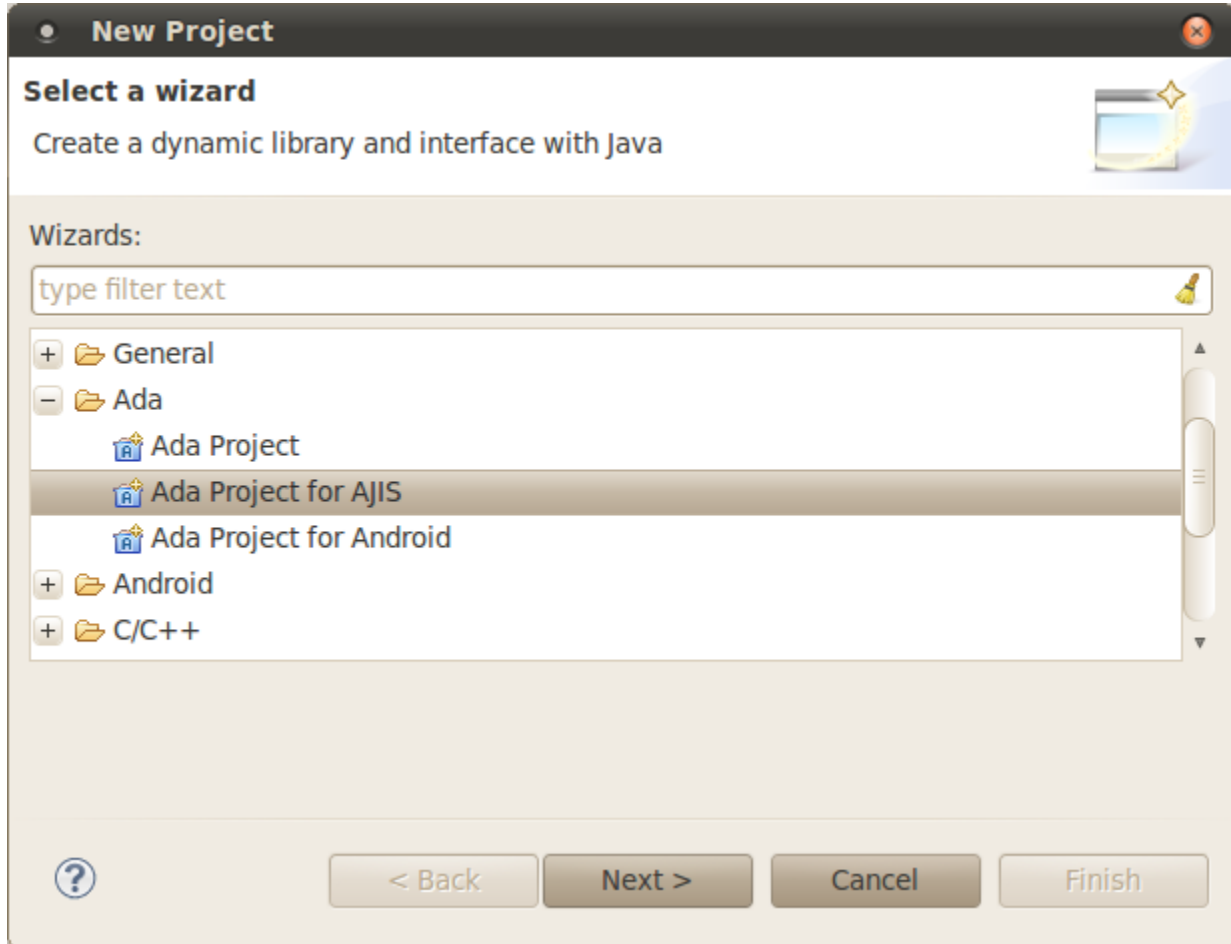 New Project
Select a wizard
Create a dynamic library and interface with Java
Wizards:
type filter text
General
Ada
Ada Project
Ada Project for AJIS
Ada Project for Android
Android
C/C++
< Back Next > Cancel Finish